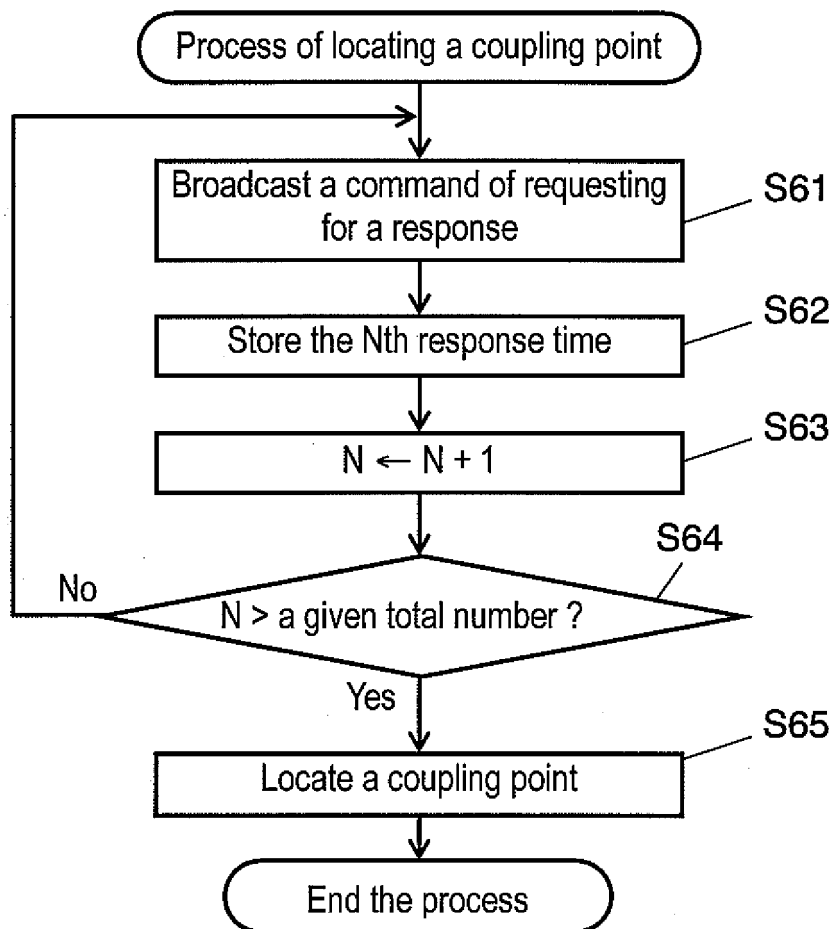 Process of locating a coupling point
Broadcast a command of requesting
for a response
S61
Store the Nth response time
S62
N ← N + 1
S63
S64
N > a given total number ?
No
Yes
Locate a coupling point
S65
End the process